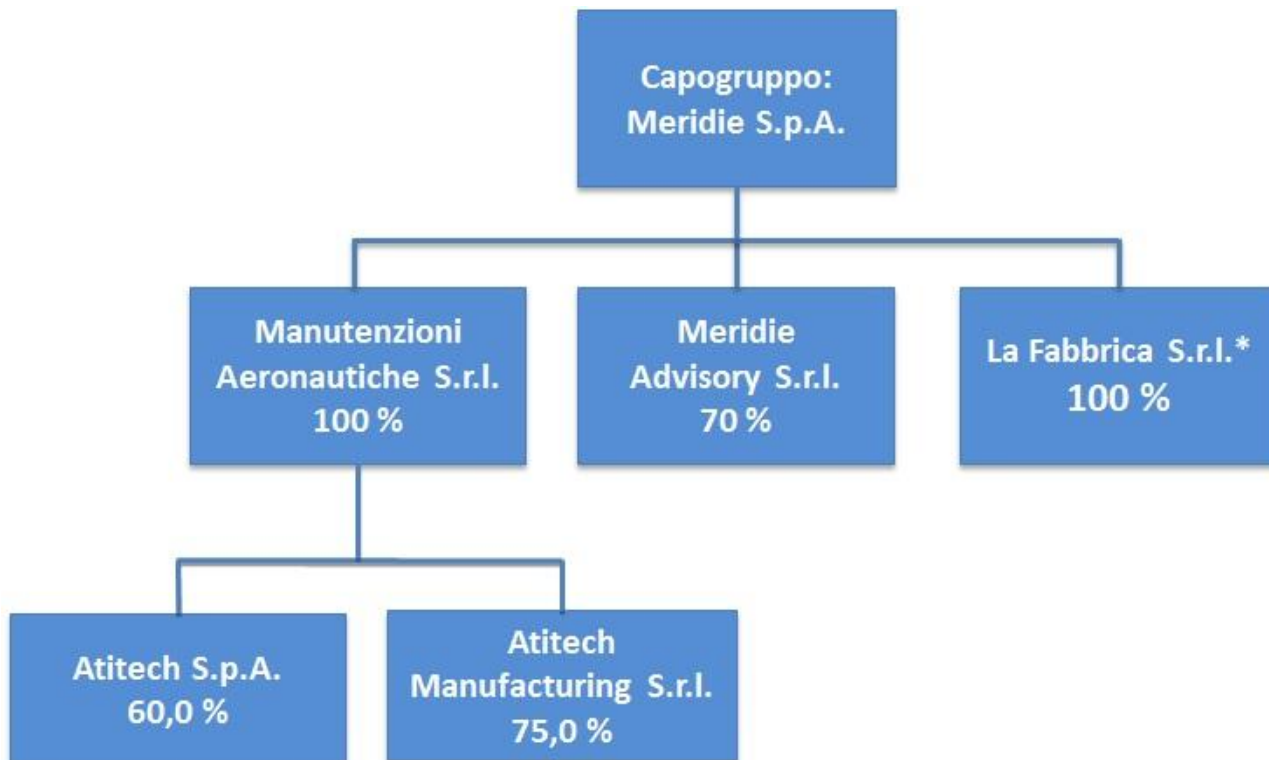 Capogruppo:
Meridie S.p.A.
Manutenzioni
Aeronautiche S.r.l.
100 %
Meridie
Advisory S.r.l.
70 %
La Fabbrica S.r.l.*
100 %
Atitech S.p.A.
60,0 %
Atitech
Manufacturing S.r.l.
75,0 %